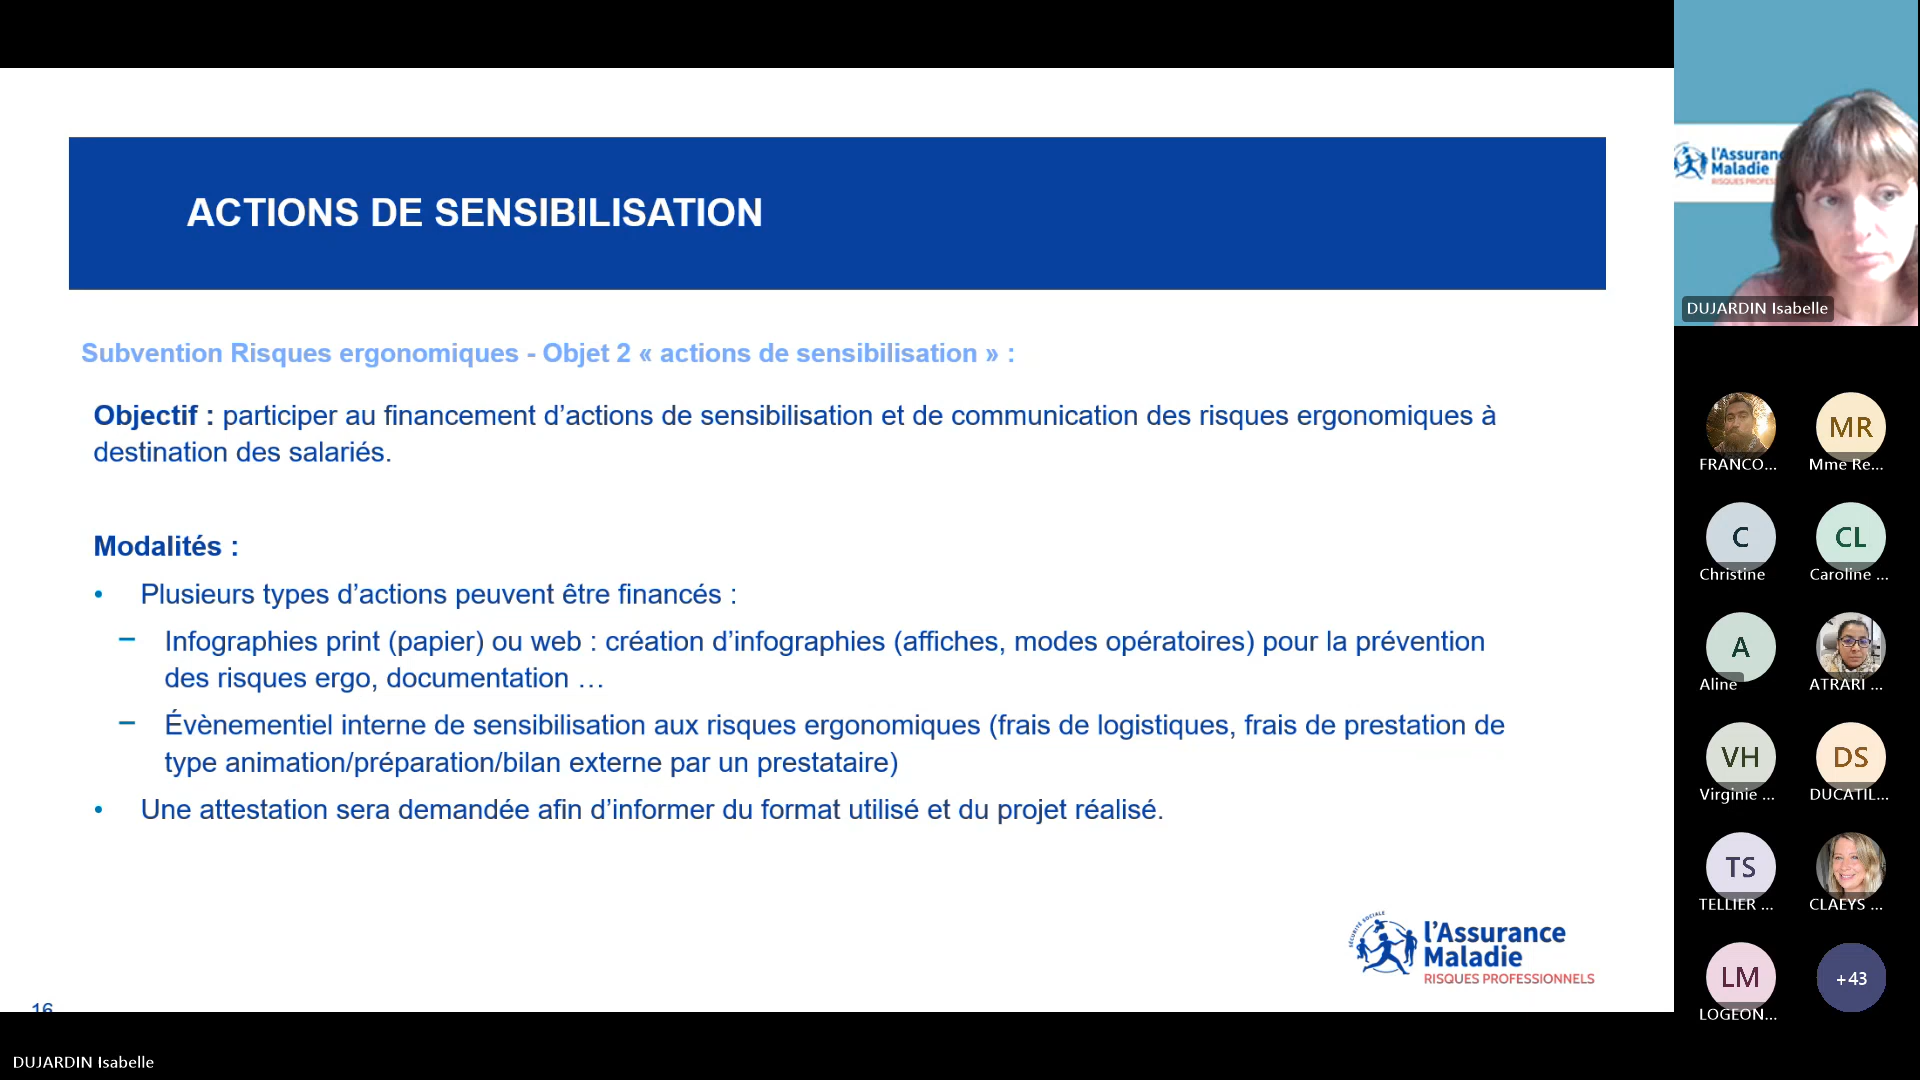 ACTIONS DE SENSIBILISATION
Subvention Risques ergonomiques - Objet 2 « actions de sensibilisation » :
Objectif : participer au financement d’actions de sensibilisation et de communication des risques ergonomiques à
destination des salariés.
Modalités :
• Plusieurs types d’actions peuvent être financés :
– Infographies print (papier) ou web : création d’infographies (affiches, modes opératoires) pour la prévention
des risques ergo, documentation …
– Évènementiel interne de sensibilisation aux risques ergonomiques (frais de logistiques, frais de prestation de
type animation/préparation/bilan externe par un prestataire)
• Une attestation sera demandée afin d’informer du format utilisé et du projet réalisé.
SÉCURITÉ SOCIALE
l’Assurance
Maladie
RISQUES PROFESSIONNELS
16
DUJARDIN Isabelle
l’Assuran
Maladie
RISQUES PROFES
DUJARDIN Isabelle
FRANCO...
MR
Mme Re...
C
Christine
CL
Caroline ...
A
Aline
ATRARI ...
VH
Virginie ...
DS
DUCATIL...
TS
TELLIER ...
CLAEYS ...
LM
LOGEON...
+43